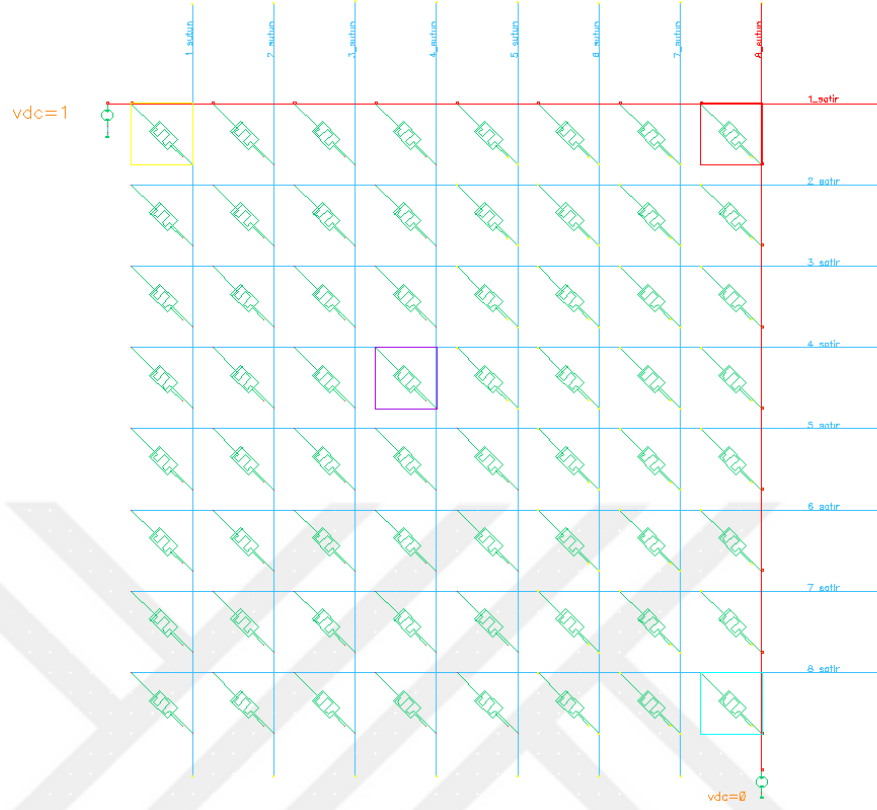 1_sutun
2_sutun
3_sutun
4_sutun
5_sutun
6_sutun
7_sutun
8_sutun
vdc=1
1_satir
2_satir
3_satir
4_satir
5_satir
6_satir
7_satir
8_satir
vdc=0